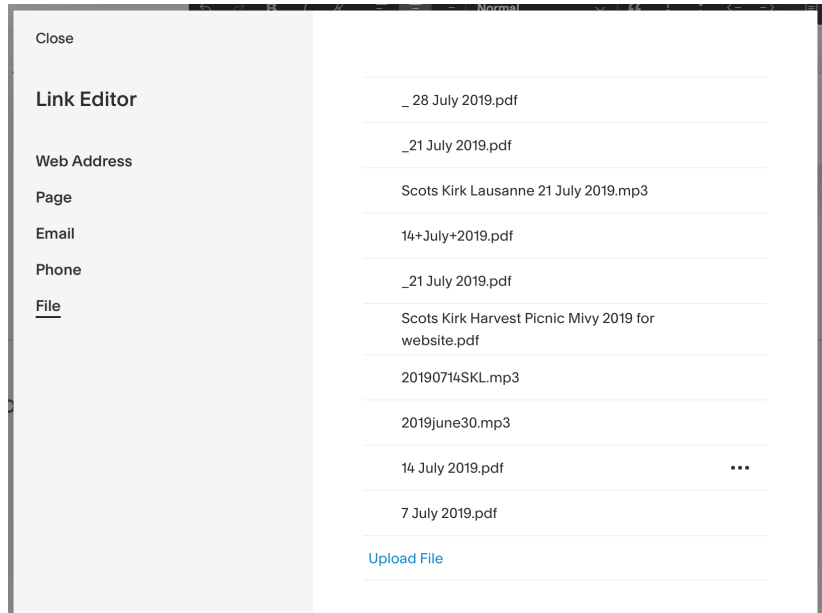 Normal
Close
Link Editor
Web Address
Page
Email
Phone
File
_ 28 July 2019.pdf
_21 July 2019.pdf
Scots Kirk Lausanne 21 July 2019.mp3
14+July+2019.pdf
_21 July 2019.pdf
Scots Kirk Harvest Picnic Mivy 2019 for
website.pdf
20190714SKL.mp3
2019june30.mp3
14 July 2019.pdf
7 July 2019.pdf
Upload File